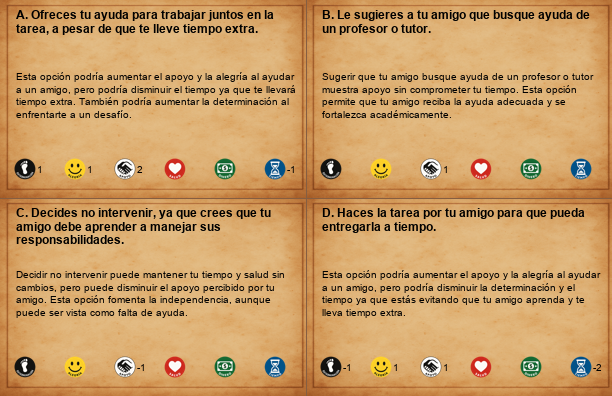 A. Ofreces tu ayuda para trabajar juntos en la
tarea, a pesar de que te lleve tiempo extra.
Esta opción podría aumentar el apoyo y la alegría al ayudar
a un amigo, pero podría disminuir el tiempo ya que te llevará
tiempo extra. También podría aumentar la determinación al
enfrentarte a un desafío.
1 1 2 -1
B. Le sugieres a tu amigo que busque ayuda de
un profesor o tutor.
Sugerir que tu amigo busque ayuda de un profesor o tutor
muestra apoyo sin comprometer tu tiempo. Esta opción
permite que tu amigo reciba la ayuda adecuada y se
fortalezca académicamente.
1
C. Decides no intervenir, ya que crees que tu
amigo debe aprender a manejar sus
responsabilidades.
Decidir no intervenir puede mantener tu tiempo y salud sin
cambios, pero puede disminuir el apoyo percibido por tu
amigo. Esta opción fomenta la independencia, aunque
puede ser vista como falta de ayuda.
-1
D. Haces la tarea por tu amigo para que pueda
entregarla a tiempo.
Esta opción podría aumentar el apoyo y la alegría al ayudar
a un amigo, pero podría disminuir la determinación y el
tiempo ya que estás evitando que tu amigo aprenda y te
lleva tiempo extra.
-1 1 1 -2